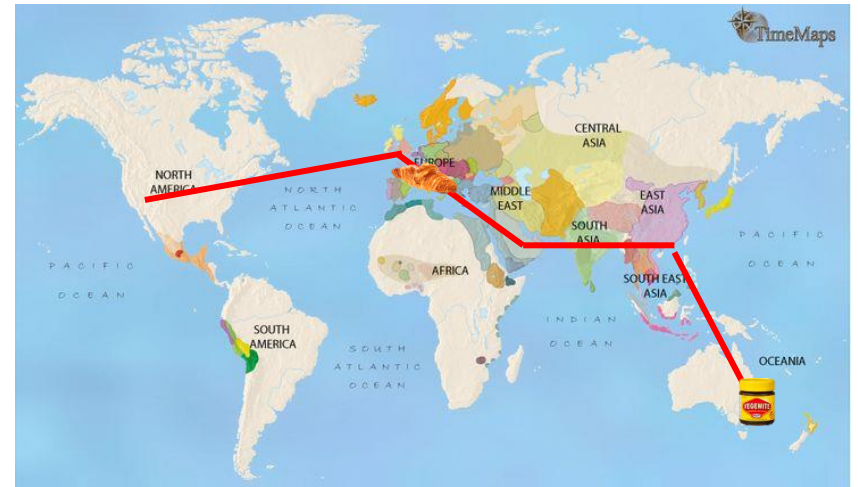 TimeMaps
CENTRAL
ASIA
EUROPE
NORTH
AMERICA
NORTH
ATLANTIC
OCEAN
MIDDLE
EAST
EAST
ASIA
SOUTH
ASIA
PACIFIC
OCEAN
PACIFIC
OCEAN
AFRICA
SOUTH EAST
ASIA
INDIAN
OCEAN
SOUTH
AMERICA
SOUTH
ATLANTIC
OCEAN
OCEANIA
VEGEMITE